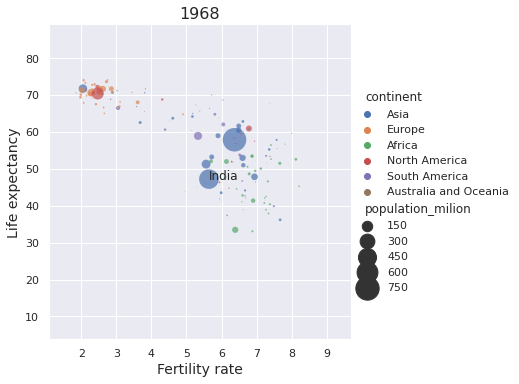 1968
Life expectancy
80
70
60
50
40
30
20
10
India
2 3 4 5 6 7 8 9
Fertility rate
continent
Asia
Europe
Africa
North America
South America
Australia and Oceania
population_milion
150
300
450
600
750